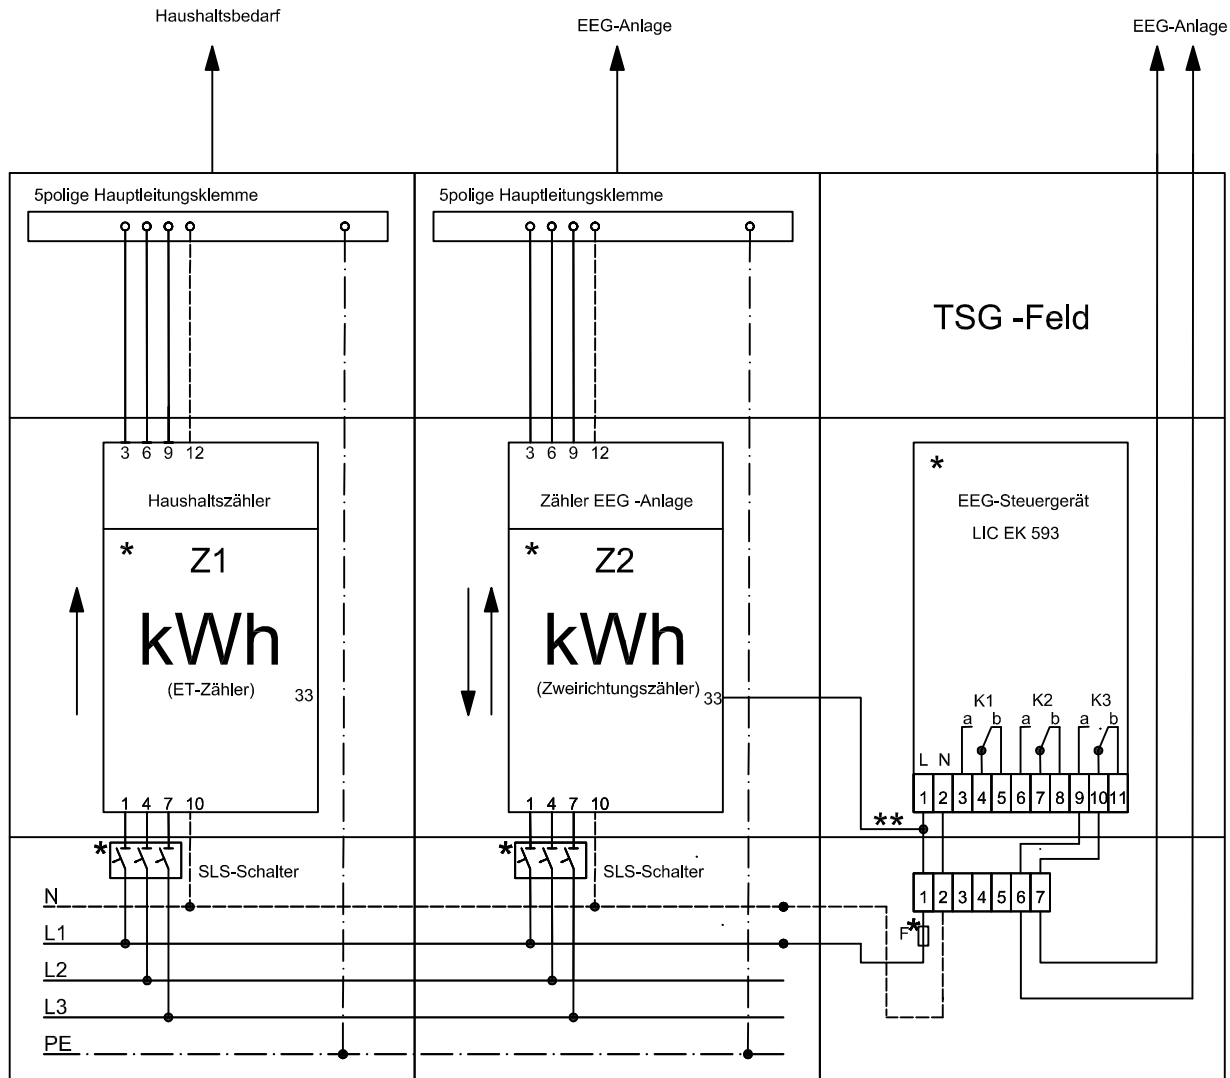 Haushaltsbedarf
EEG-Anlage
EEG-Anlage
5polige Hauptleitungsklemme
5polige Hauptleitungsklemme
TSG -Feld
3 6 9 12
3 6 9 12
Haushaltszähler
Zähler EEG -Anlage
*
EEG-Steuergerät
LIC EK 593
* Z1
* Z2
kWh
kWh
(ET-Zähler)
33
(Zweirichtungszähler)
33
K1 K2 K3
a b a b a b
L N
1 2 3 4 5 6 7 8 9 10 11
1 4 7 10
1 4 7 10
**
* SLS-Schalter
* SLS-Schalter
1 2 3 4 5 6 7
N
F *
L1
L2
L3
PE